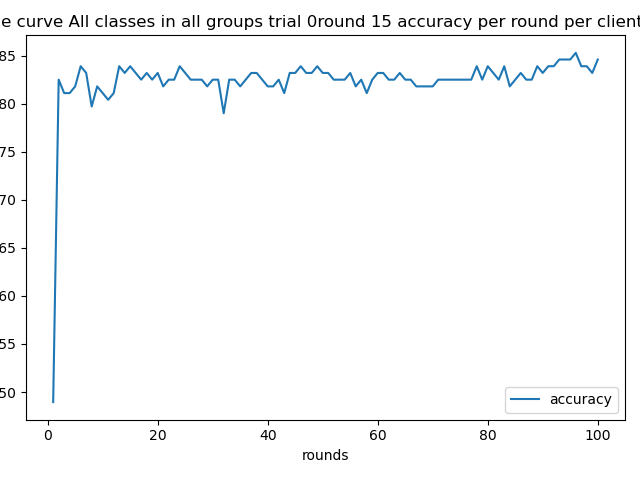 e curve All classes in all groups trial 0round 15 accuracy per round per client
85
80
75
70
65
60
55
50
accuracy
0 20 40 60 80 100
rounds